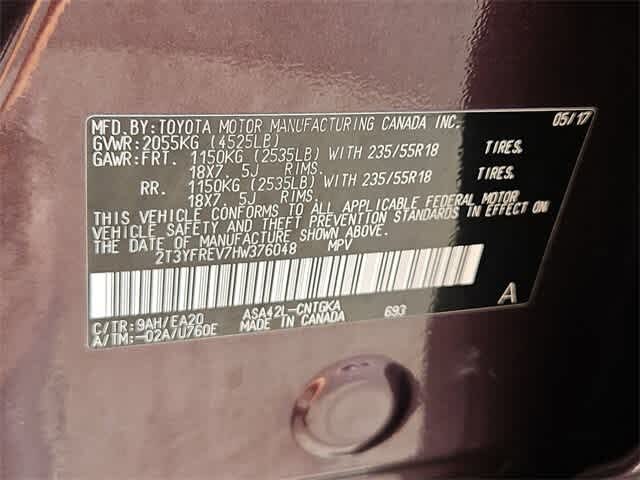 MFD. BY: TOYOTA MOTOR MANUFACTURING CANADA INC. 05/17
GVWR: 2055KG (4525LB)
GAWR: FRT. 1150KG (2535LB) WITH 235/55R18 TIRES.
18X7. 5J RIMS.
RR. 1150KG (2535LB) WITH 235/55R18 TIRES.
18X7. 5J RIMS.
THIS VEHICLE CONFORMS TO ALL APPLICABLE FEDERAL MOTOR
VEHICLE SAFETY AND THEFT PREVENTION STANDARDS IN EFFECT ON
THE DATE OF MANUFACTURE SHOWN ABOVE.
2T3YFREV7HW376048 MPV
A
C/TR: 9AH/EA20 ASA42L-CNTGKA 693
A/TM: -02A/U760E MADE IN CANADA